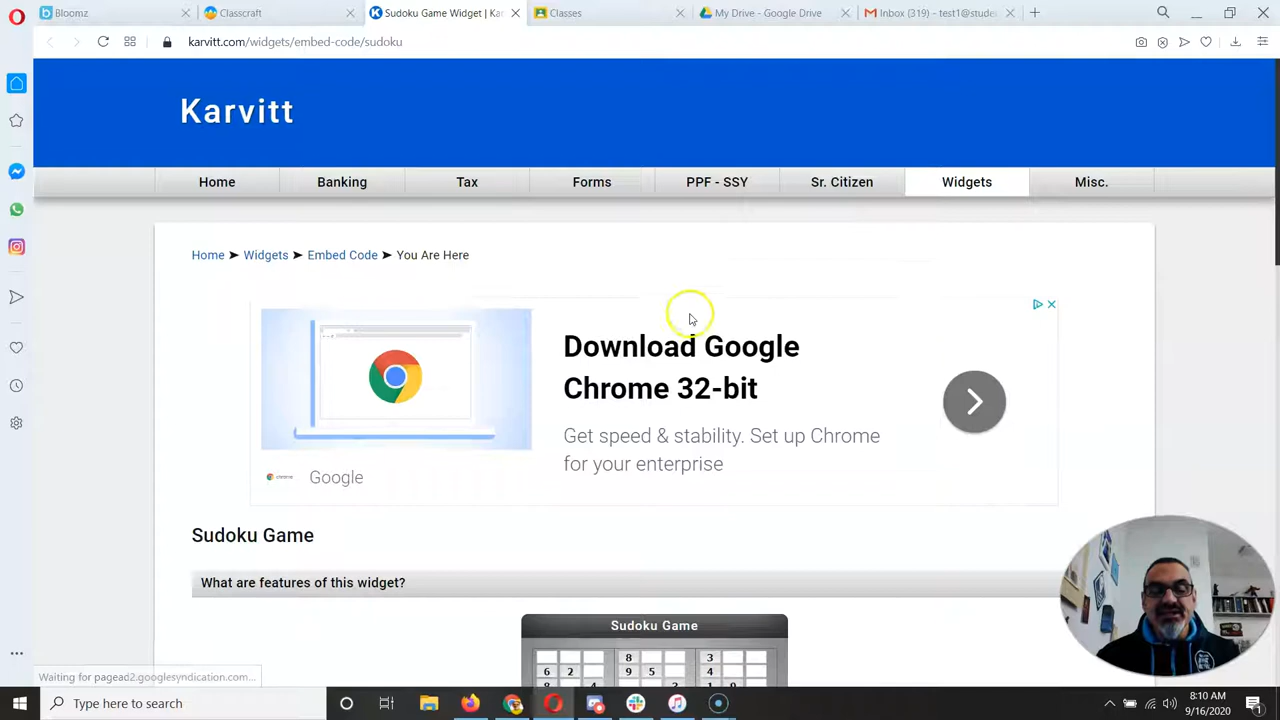 Bloomz
Classcraft
Sudoku Game Widget | Kar
Classes
My Drive - Google Drive
Inbox (319) - test1@stude
karvitt.com/widgets/embed-code/sudoku
Karvitt
Home
Banking
Tax
Forms
PPF - SSY
Sr. Citizen
Widgets
Misc.
Home ➤ Widgets ➤ Embed Code ➤ You Are Here
Download Google
Chrome 32-bit
Get speed & stability. Set up Chrome
for your enterprise
chrome
Google
Sudoku Game
What are features of this widget?
Sudoku Game
8 3
6 2 9 5
Waiting for pagead2.googlesyndication.com...
Type here to search
8:10 AM
9/16/2020